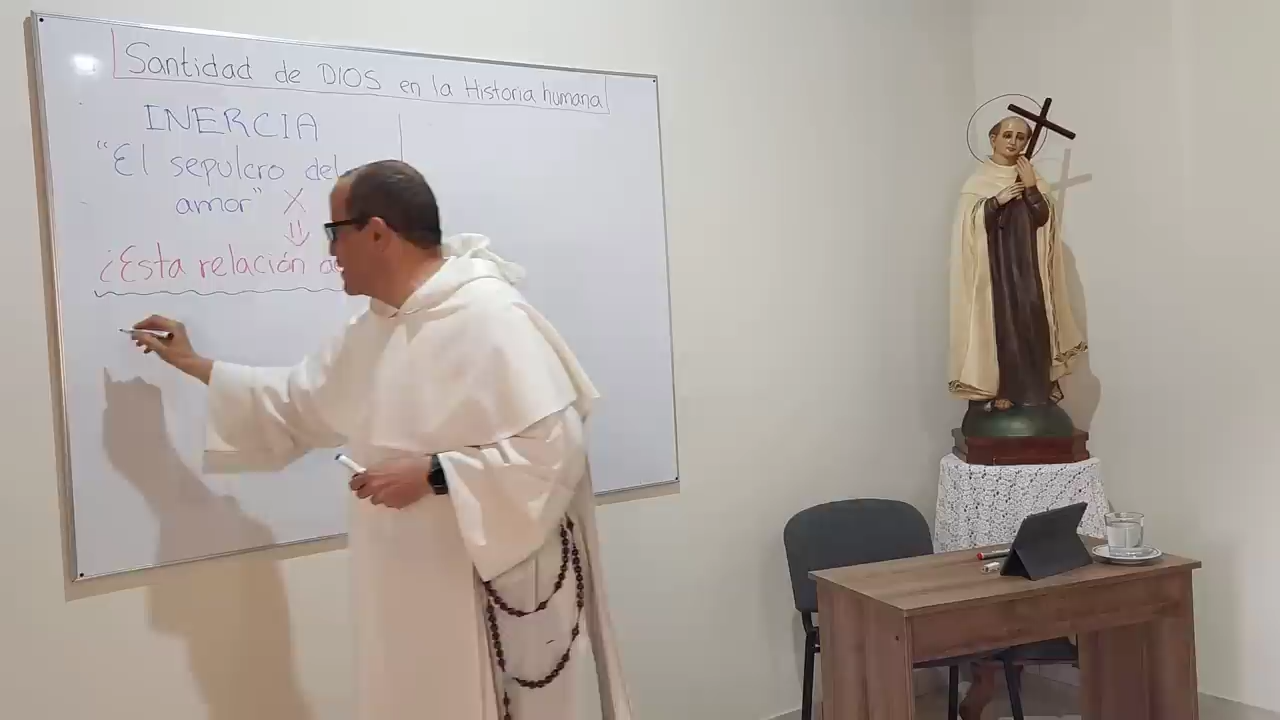 Santidad de DIOS en la Historia humana
INERCIA
"El sepulcro del
amor" X
¿Esta relación